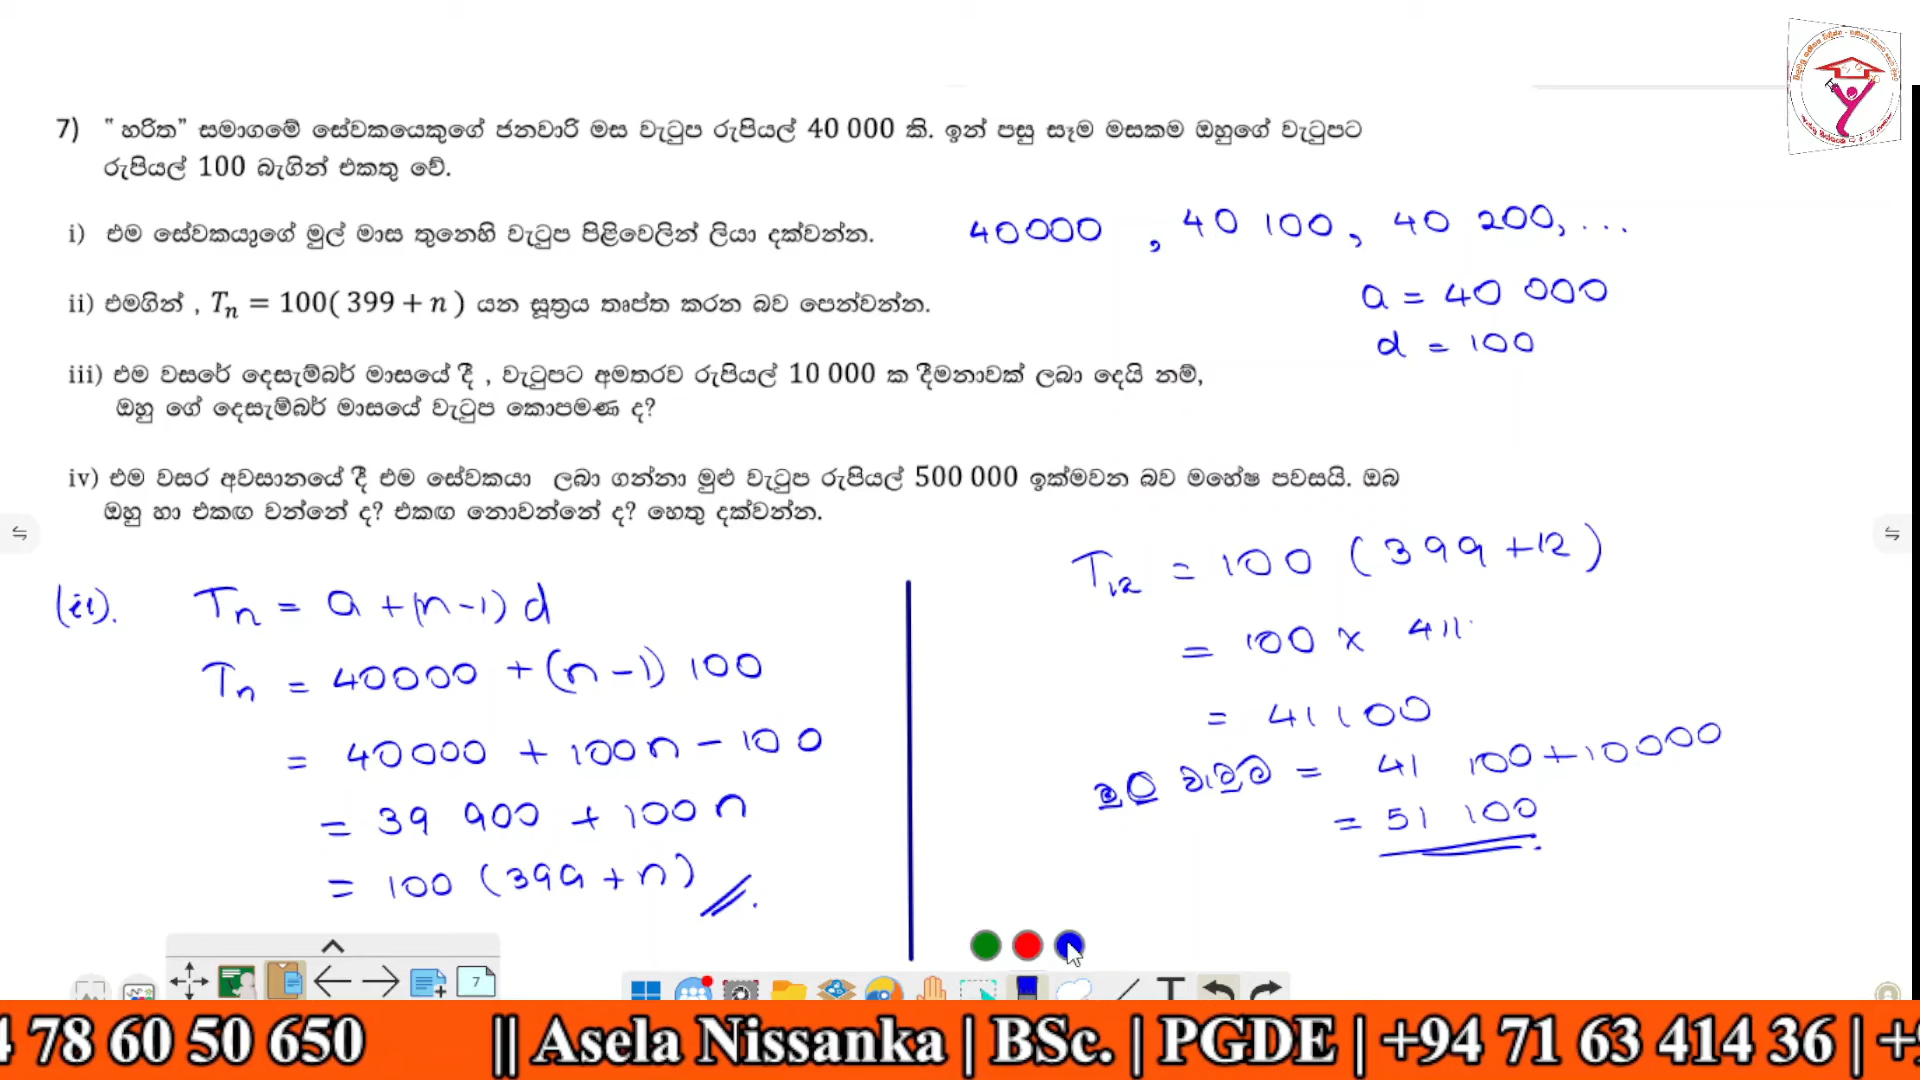 7) “ හරිත” සමාගමේ සේවකයෙකුගේ ජනවාරි මස වැටුප රුපියල් 40 000 කි. ඉන් පසු සෑම මසකම ඔහුගේ වැටුපට
රුපියල් 100 බැගින් එකතු වේ.
i) එම සේවකයාුගේ මුල් මාස තුනෙහි වැටුප පිළිවෙලින් ලියා දක්වන්න.
40000 , 40 100, 40 200, ...
a = 40 000
d = 100
ii) එමගින් , Tn = 100( 399 + n ) යන සූත්‍රය තෘප්ත කරන බව පෙන්වන්න.
iii) එම වසරේ දෙසැම්බර් මාසයේ දී , වැටුපට අමතරව රුපියල් 10 000 ක දීමනාවක් ලබා දෙයි නම්,
ඔහු ගේ දෙසැම්බර් මාසයේ වැටුප කොපමණ ද?
iv) එම වසර අවසානයේ දී එම සේවකයා ලබා ගන්නා මුළු වැටුප රුපියල් 500 000 ඉක්මවන බව මහේෂ පවසයි. ඔබ
ඔහු හා එකඟ වන්නේ ද? එකඟ නොවන්නේ ද? හෙතු දක්වන්න.
(ii). Tn = a + (n-1) d
Tn = 40000 + (n-1) 100
= 40000 + 100n - 100
= 39 900 + 100n
= 100 (399 + n)
T12 = 100 (399 + 12)
= 100 x 411
= 41100
මුළු වැටුප = 41 100 + 10000
= 51 100
7
4 78 60 50 650 || Asela Nissanka | BSc. | PGDE | +94 71 63 414 36 | +9